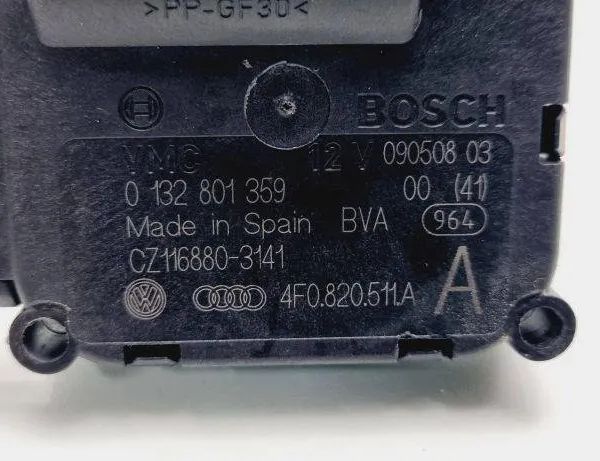 >PP-GF30<
BOSCH
VMC 12 V 090508 03
0 132 801 359 00 (41)
Made in Spain BVA 964
CZ116880-3141
4F0.820.511.A A